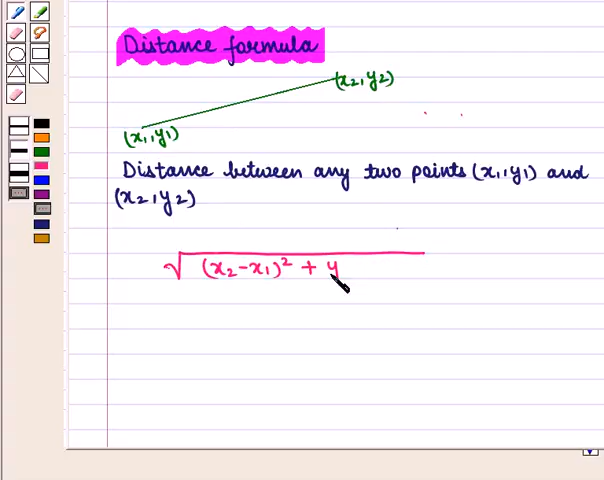 Distance formula
(x₂, y₂)
(x₁, y₁)
Distance between any two points (x₁, y₁) and
(x₂, y₂)
√(x₂-x₁)² + y